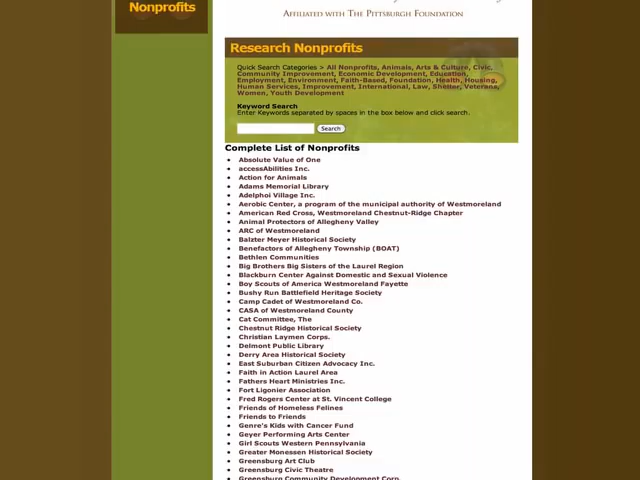 Nonprofits
AFFILIATED WITH THE PITTSBURGH FOUNDATION
Research Nonprofits
Quick Search Categories > All Nonprofits, Animals, Arts & Culture, Civic,
Community Improvement, Economic Development, Education,
Employment, Environment, Faith-Based, Foundation, Health, Housing,
Human Services, Improvement, International, Law, Shelter, Veterans,
Women, Youth Development
Keyword Search
Enter Keywords separated by spaces in the box below and click search.
Search
Complete List of Nonprofits
Absolute Value of One
accessAbilities Inc.
Action for Animals
Adams Memorial Library
Adelphoi Village Inc.
Aerobic Center, a program of the municipal authority of Westmoreland
American Red Cross, Westmoreland Chestnut-Ridge Chapter
Animal Protectors of Allegheny Valley
ARC of Westmoreland
Balzter Meyer Historical Society
Benefactors of Allegheny Township (BOAT)
Bethlen Communities
Big Brothers Big Sisters of the Laurel Region
Blackburn Center Against Domestic and Sexual Violence
Boy Scouts of America Westmoreland Fayette
Bushy Run Battlefield Heritage Society
Camp Cadet of Westmoreland Co.
CASA of Westmoreland County
Cat Committee, The
Chestnut Ridge Historical Society
Christian Laymen Corps.
Delmont Public Library
Derry Area Historical Society
East Suburban Citizen Advocacy Inc.
Faith in Action Laurel Area
Fathers Heart Ministries Inc.
Fort Ligonier Association
Fred Rogers Center at St. Vincent College
Friends of Homeless Felines
Friends to Friends
Genre's Kids with Cancer Fund
Geyer Performing Arts Center
Girl Scouts Western Pennsylvania
Greater Monessen Historical Society
Greensburg Art Club
Greensburg Civic Theatre
Greensburg Community Development Corp.